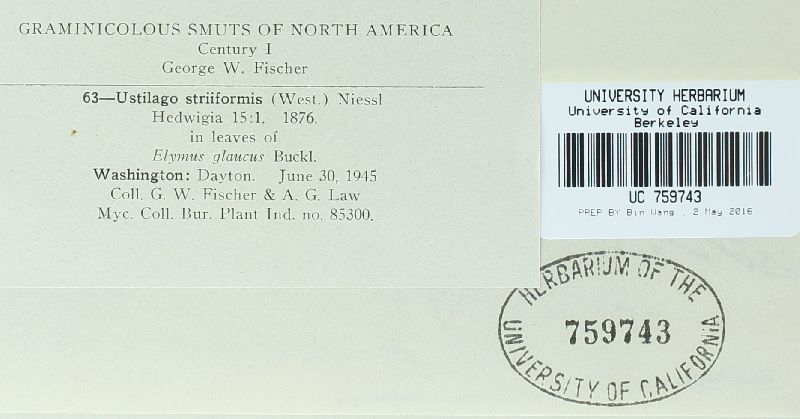 GRAMINICOLOUS SMUTS OF NORTH AMERICA
Century I
George W. Fischer
63—Ustilago striiformis (West.) Niessl
Hedwigia 15:1. 1876.
in leaves of
Elymus glaucus Buckl.
Washington: Dayton. June 30, 1945
Coll. G. W. Fischer & A. G. Law
Myc. Coll. Bur. Plant Ind. no. 85300.
UNIVERSITY HERBARIUM
University of California
Berkeley
UC 759743
PREP BY Bin Wang , 2 May 2016
HERBARIUM OF THE
759743
UNIVERSITY OF CALIFORNIA